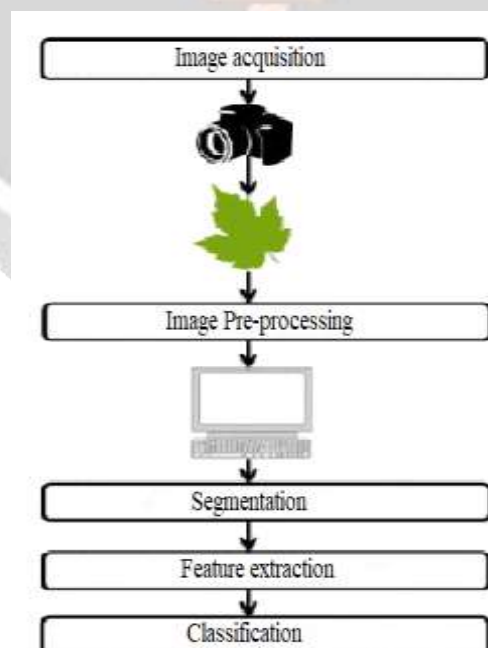 Image acquisition
Image Pre-processing
Segmentation
Feature extraction
Classification